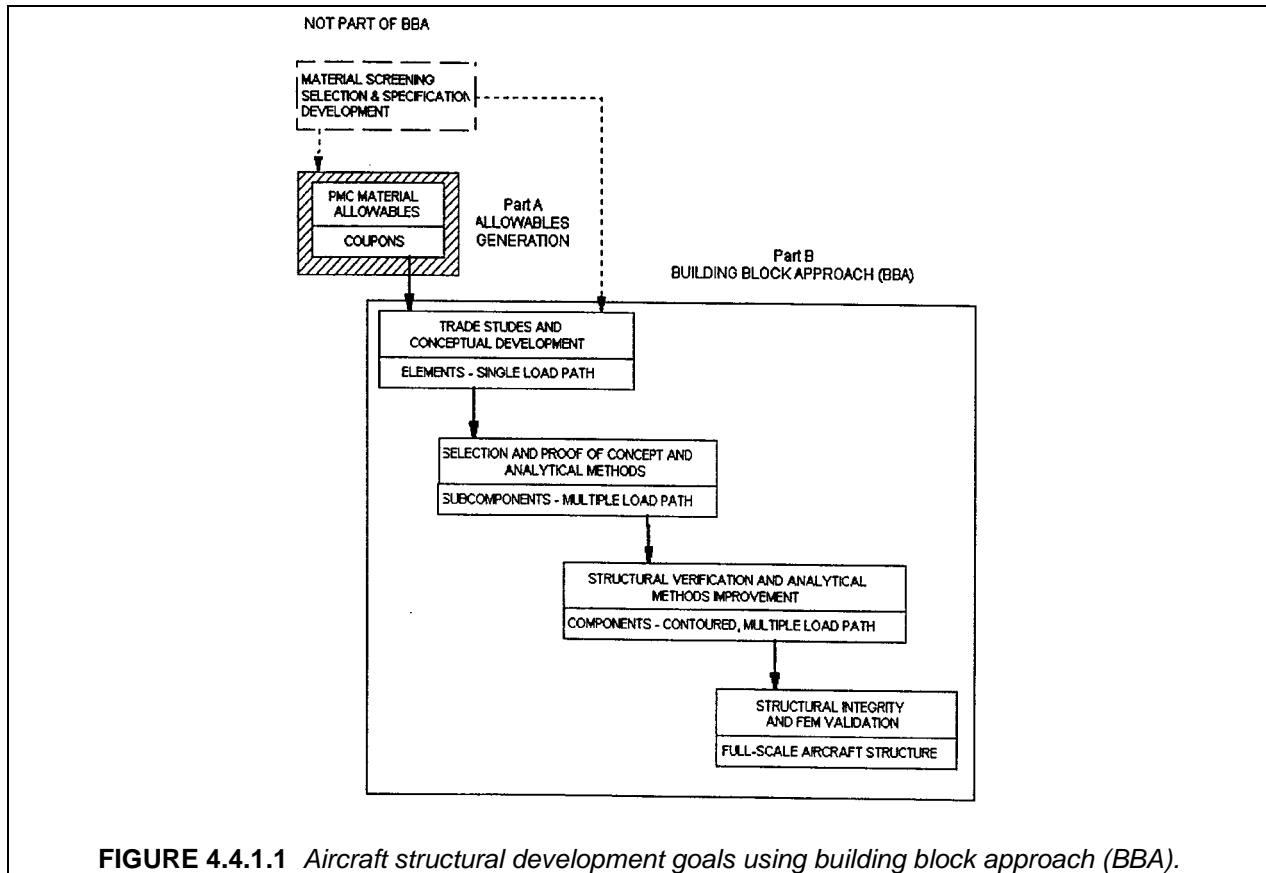 NOT PART OF BBA
MATERIAL SCREENING
SELECTION & SPECIFICATION
DEVELOPMENT
PMC MATERIAL
ALLOWABLES
COUPONS
Part A
ALLOWABLES
GENERATION
Part B
BUILDING BLOCK APPROACH (BBA)
TRADE STUDES AND
CONCEPTUAL DEVELOPMENT
ELEMENTS - SINGLE LOAD PATH
SELECTION AND PROOF OF CONCEPT AND
ANALYTICAL METHODS
SUBCOMPONENTS - MULTIPLE LOAD PATH
STRUCTURAL VERIFICATION AND ANALYTICAL
METHODS IMPROVEMENT
COMPONENTS - CONTOURED, MULTIPLE LOAD PATH
STRUCTURAL INTEGRITY
AND FEM VALIDATION
FULL-SCALE AIRCRAFT STRUCTURE
FIGURE 4.4.1.1 Aircraft structural development goals using building block approach (BBA).